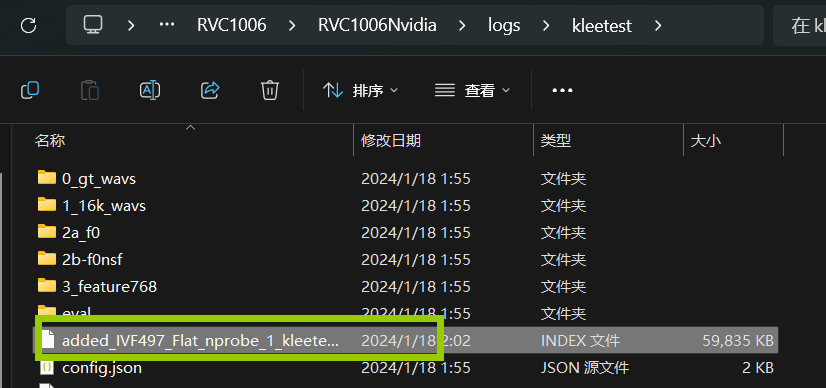 RVC1006 > RVC1006Nvidia > logs > kleetest > 在 kl
排序 查看 •••
名称 修改日期 类型 大小
0_gt_wavs 2024/1/18 1:55 文件夹
1_16k_wavs 2024/1/18 1:55 文件夹
2a_f0 2024/1/18 1:55 文件夹
2b-f0nsf 2024/1/18 1:55 文件夹
3_feature768 2024/1/18 1:55 文件夹
eval 2024/1/18 1:55 文件夹
added_IVF497_Flat_nprobe_1_kleete... 2024/1/18 2:02 INDEX 文件 59,835 KB
config.json 2024/1/18 1:55 JSON 源文件 2 KB